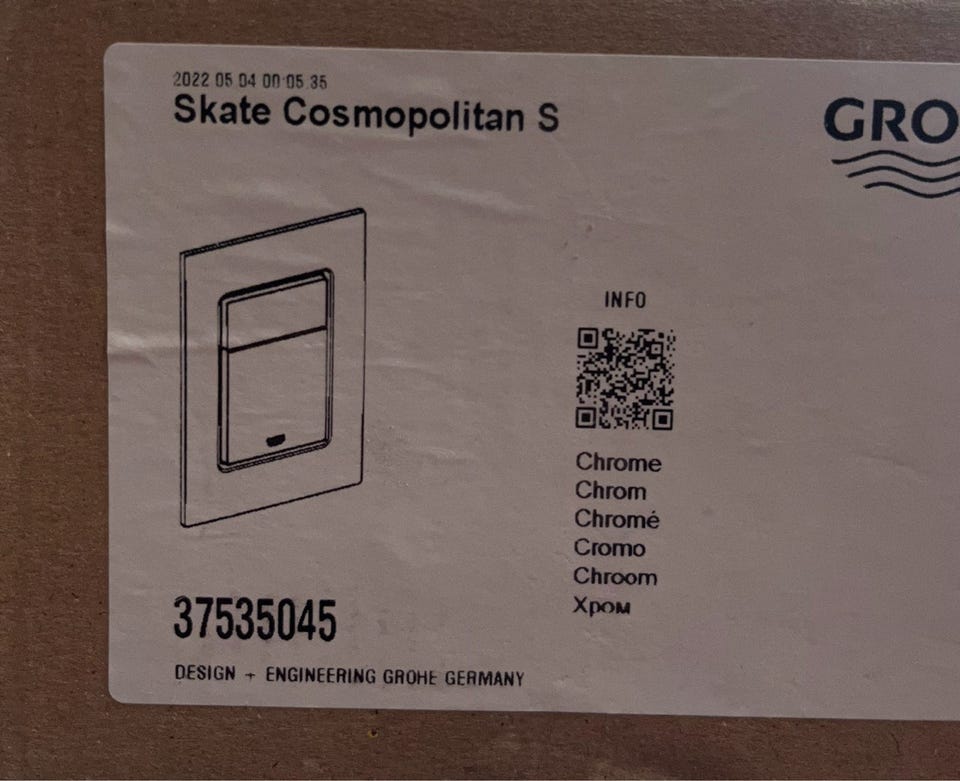 2022 05 04 00:05:35
Skate Cosmopolitan S
GRO
INFO
Chrome
Chrom
Chromé
Cromo
Chroom
Хром
37535045
DESIGN + ENGINEERING GROHE GERMANY